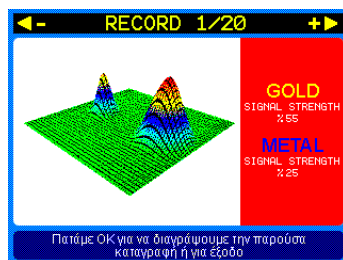 - RECORD 1/20 +
GOLD
SIGNAL STRENGTH
%55
METAL
SIGNAL STRENGTH
%25
Πατάμε ΟΚ για να διαγράψουμε την παρούσα
καταγραφή ή για έξοδο